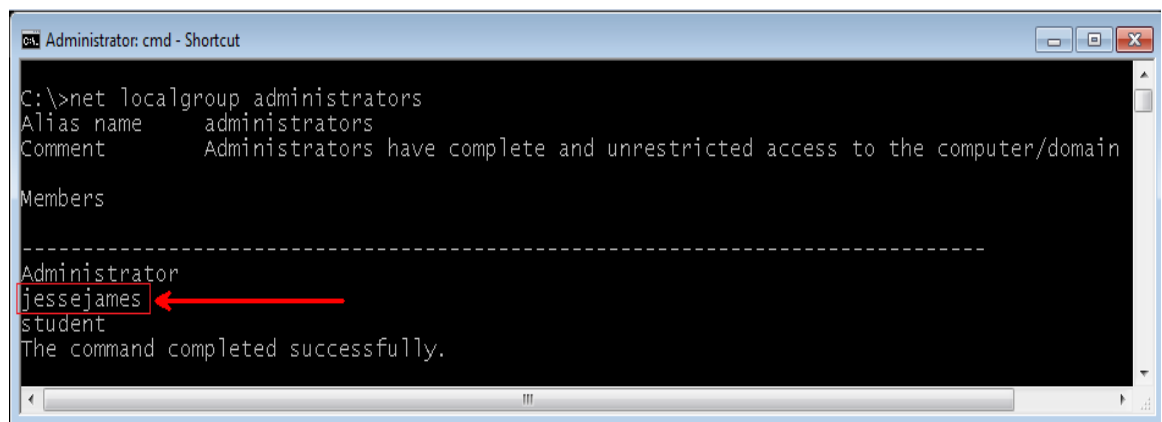 Administrator: cmd - Shortcut
C:\>net localgroup administrators
Alias name     administrators
Comment        Administrators have complete and unrestricted access to the computer/domain
Members
-------------------------------------------------------------------------------
Administrator
jessejames
student
The command completed successfully.